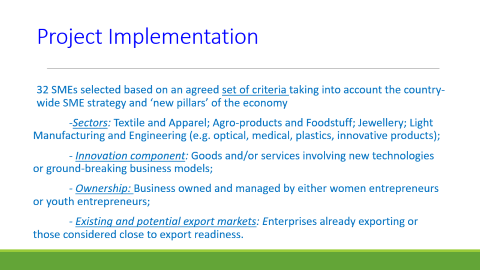 Project Implementation
32 SMEs selected based on an agreed set of criteria taking into account the country-
wide SME strategy and ‘new pillars’ of the economy
-Sectors: Textile and Apparel; Agro-products and Foodstuff; Jewellery; Light
Manufacturing and Engineering (e.g. optical, medical, plastics, innovative products);
- Innovation component: Goods and/or services involving new technologies
or ground-breaking business models;
- Ownership: Business owned and managed by either women entrepreneurs
or youth entrepreneurs;
- Existing and potential export markets: Enterprises already exporting or
those considered close to export readiness.